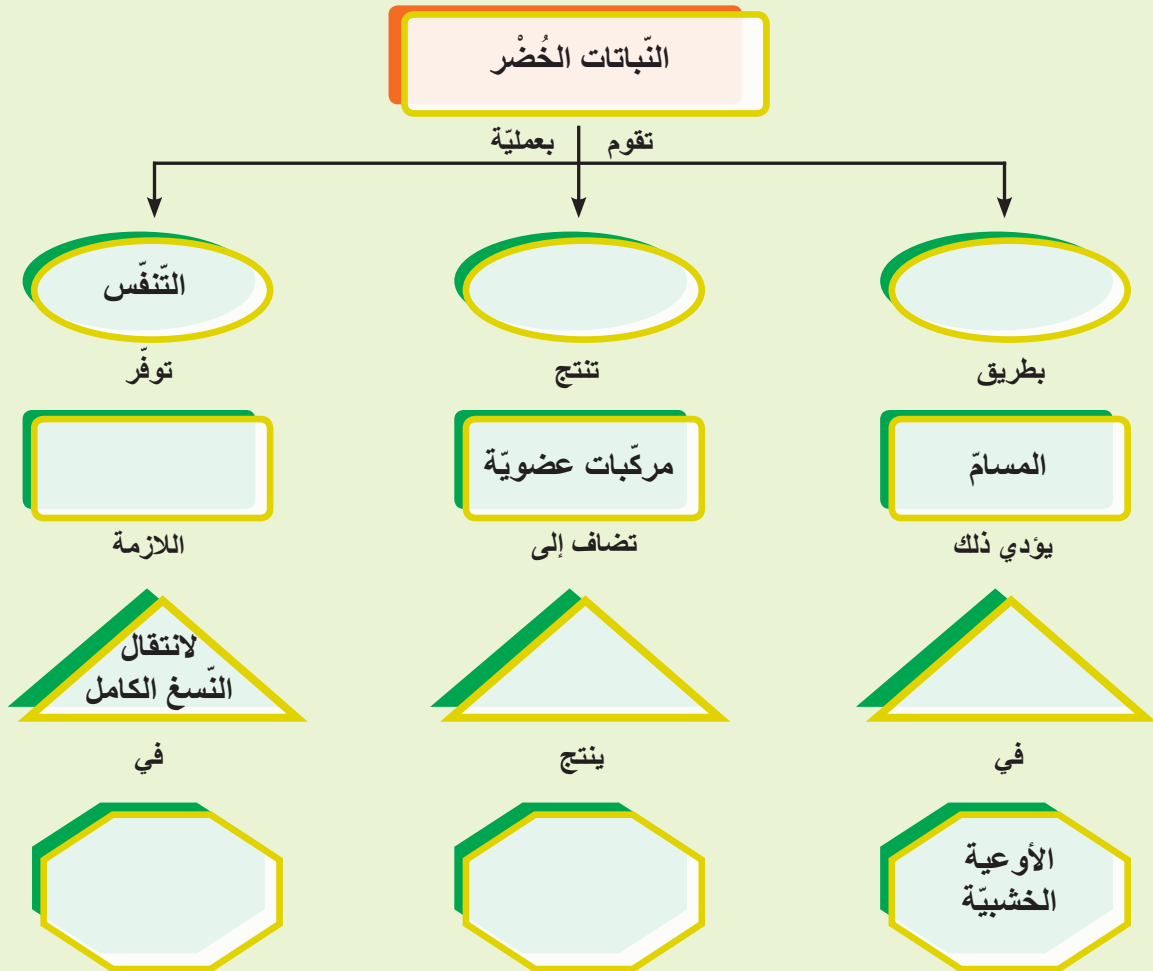 النّباتات الخُضْر
تقوم بعمليّة
التّنفّس
بطريق تنتج توفّر
المسامّ مركّبات عضويّة
يؤدي ذلك تضاف إلى اللازمة
لانتقال
النّسغ الكامل
في ينتج في
الأوعية
الخشبيّة